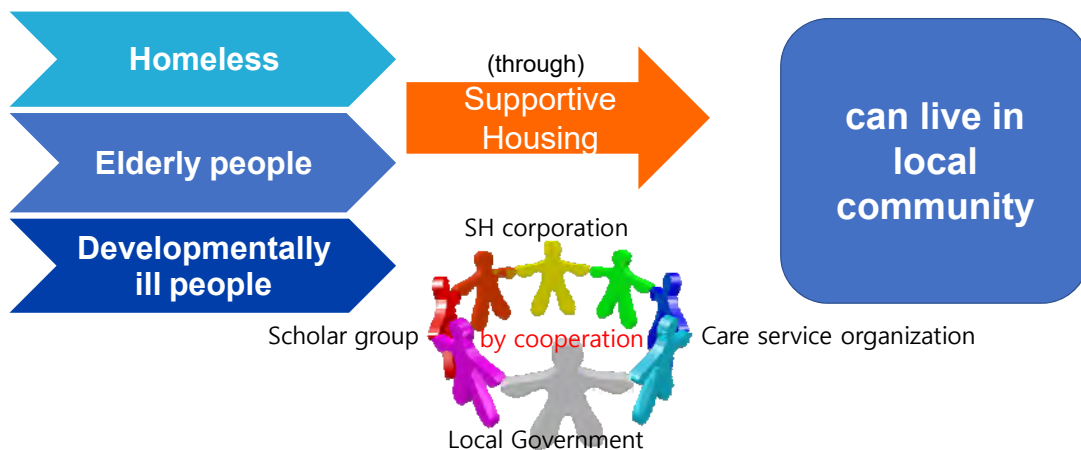 Homeless
Elderly people
Developmentally
ill people
(through)
Supportive
Housing
can live in
local
community
SH corporation
Scholar group
by cooperation
Care service organization
Local Government